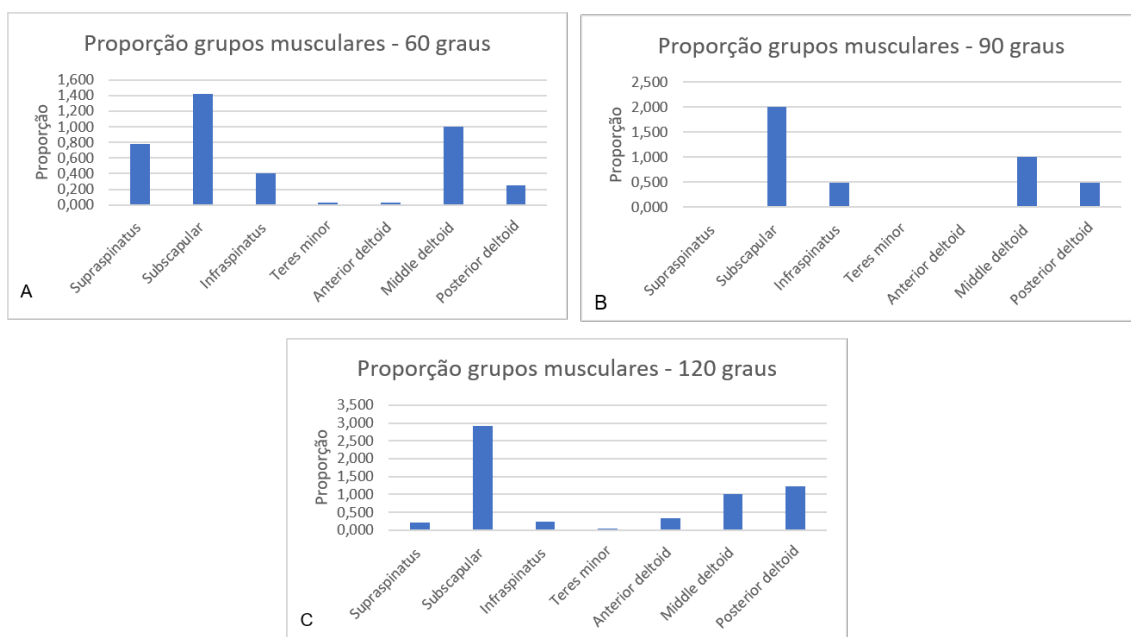 Proporção grupos musculares - 60 graus
Proporção
1,600
1,400
1,200
1,000
0,800
0,600
0,400
0,200
0,000
Supraspinatus
Subscapular
Infraspinatus
Teres minor
Anterior deltoid
Middle deltoid
Posterior deltoid
A
Proporção grupos musculares - 90 graus
Proporção
2,500
2,000
1,500
1,000
0,500
0,000
Supraspinatus
Subscapular
Infraspinatus
Teres minor
Anterior deltoid
Middle deltoid
Posterior deltoid
B
Proporção grupos musculares - 120 graus
Proporção
3,500
3,000
2,500
2,000
1,500
1,000
0,500
0,000
Supraspinatus
Subscapular
Infraspinatus
Teres minor
Anterior deltoid
Middle deltoid
Posterior deltoid
C